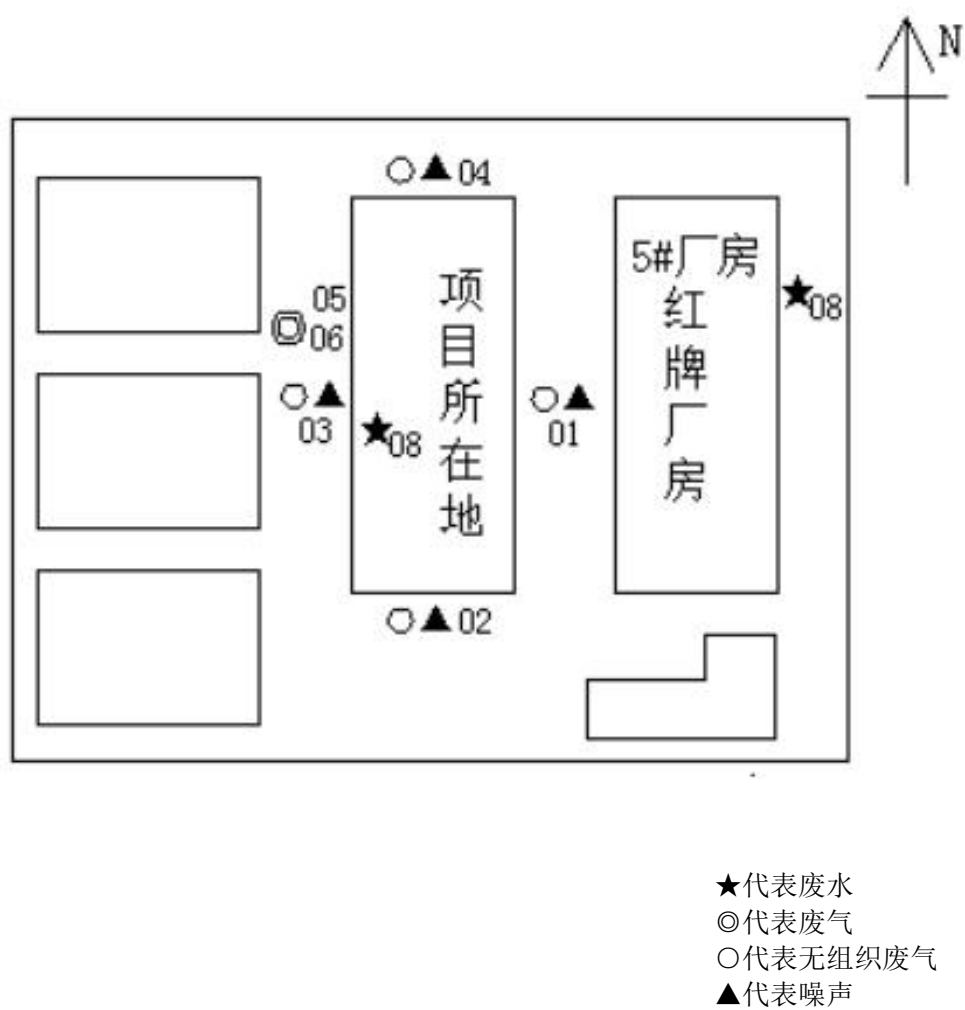 N
○▲04
5#厂房
红牌厂房
★08
项目所在地
05
◎06
○▲
03
★08
○▲
01
○▲02
★代表废水
◎代表废气
○代表无组织废气
▲代表噪声